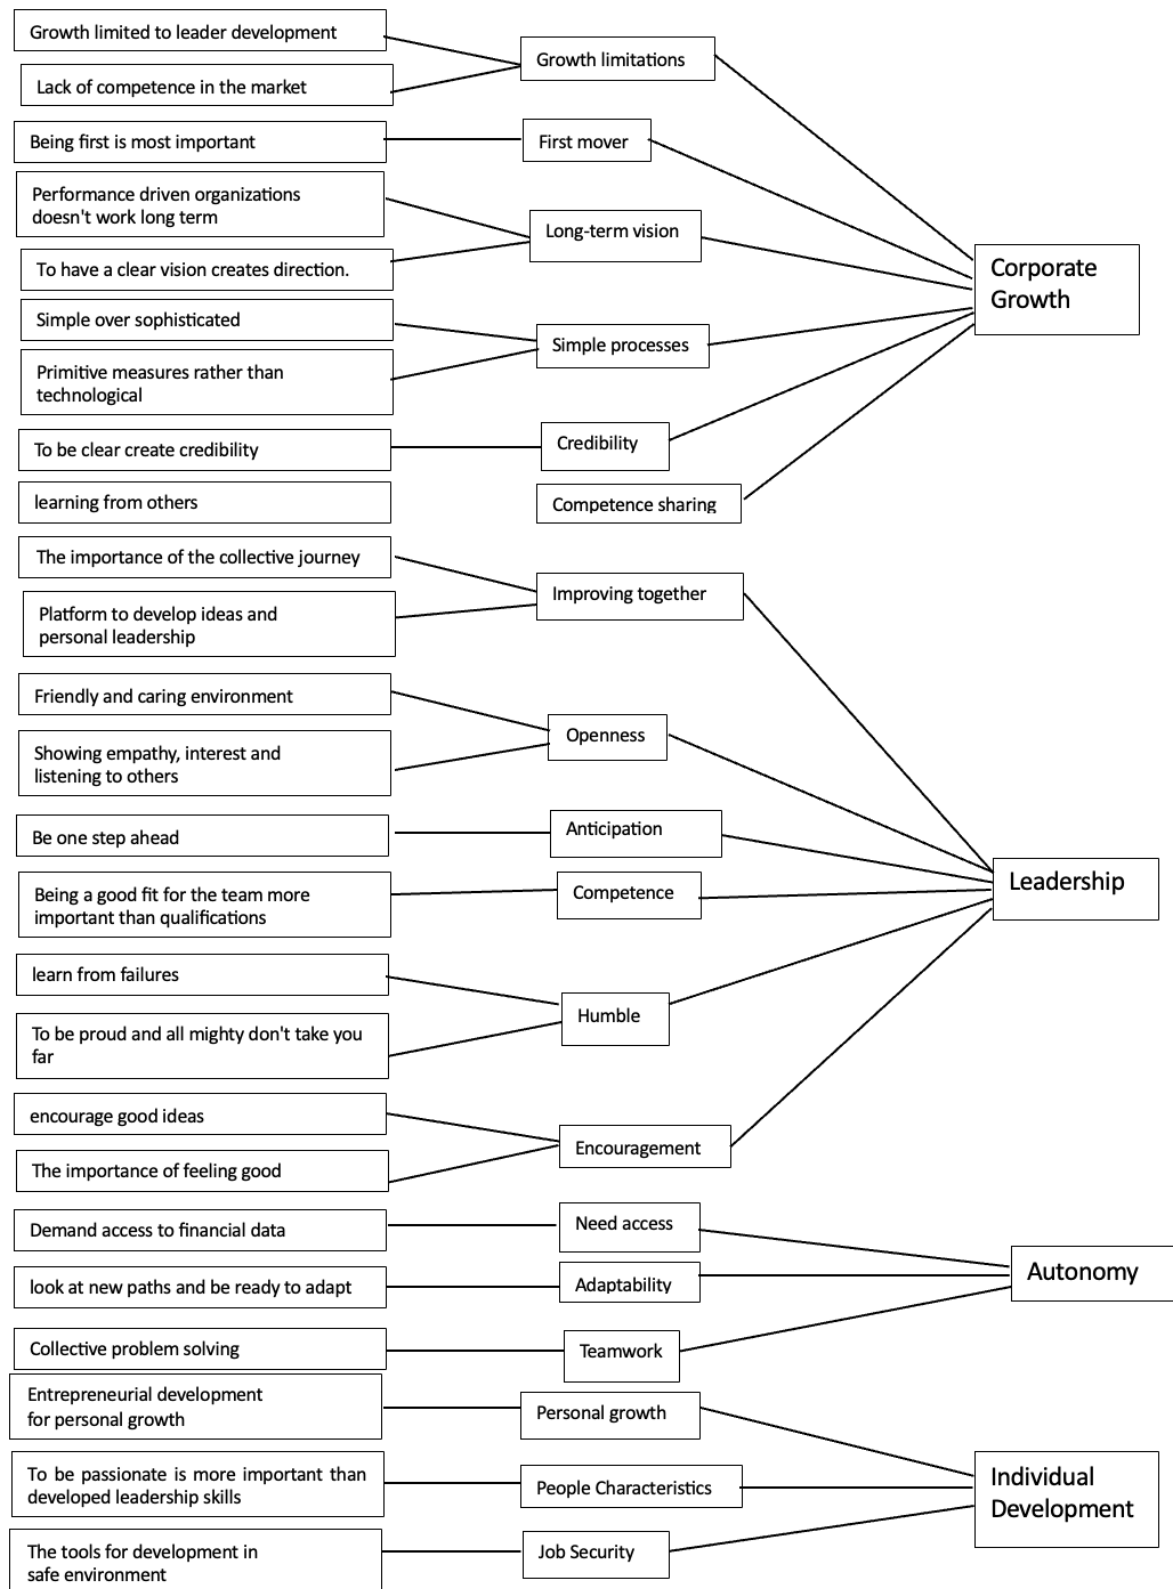 Growth limited to leader development
Lack of competence in the market
Growth limitations
Being first is most important
First mover
Performance driven organizations
doesn't work long term
To have a clear vision creates direction.
Long-term vision
Simple over sophisticated
Primitive measures rather than
technological
Simple processes
To be clear create credibility
Credibility
learning from others
Competence sharing
Corporate
Growth
The importance of the collective journey
Platform to develop ideas and
personal leadership
Improving together
Friendly and caring environment
Showing empathy, interest and
listening to others
Openness
Be one step ahead
Anticipation
Being a good fit for the team more
important than qualifications
Competence
learn from failures
To be proud and all mighty don't take you
far
Humble
encourage good ideas
The importance of feeling good
Encouragement
Leadership
Demand access to financial data
Need access
look at new paths and be ready to adapt
Adaptability
Collective problem solving
Teamwork
Autonomy
Entrepreneurial development
for personal growth
Personal growth
To be passionate is more important than
developed leadership skills
People Characteristics
The tools for development in
safe environment
Job Security
Individual
Development